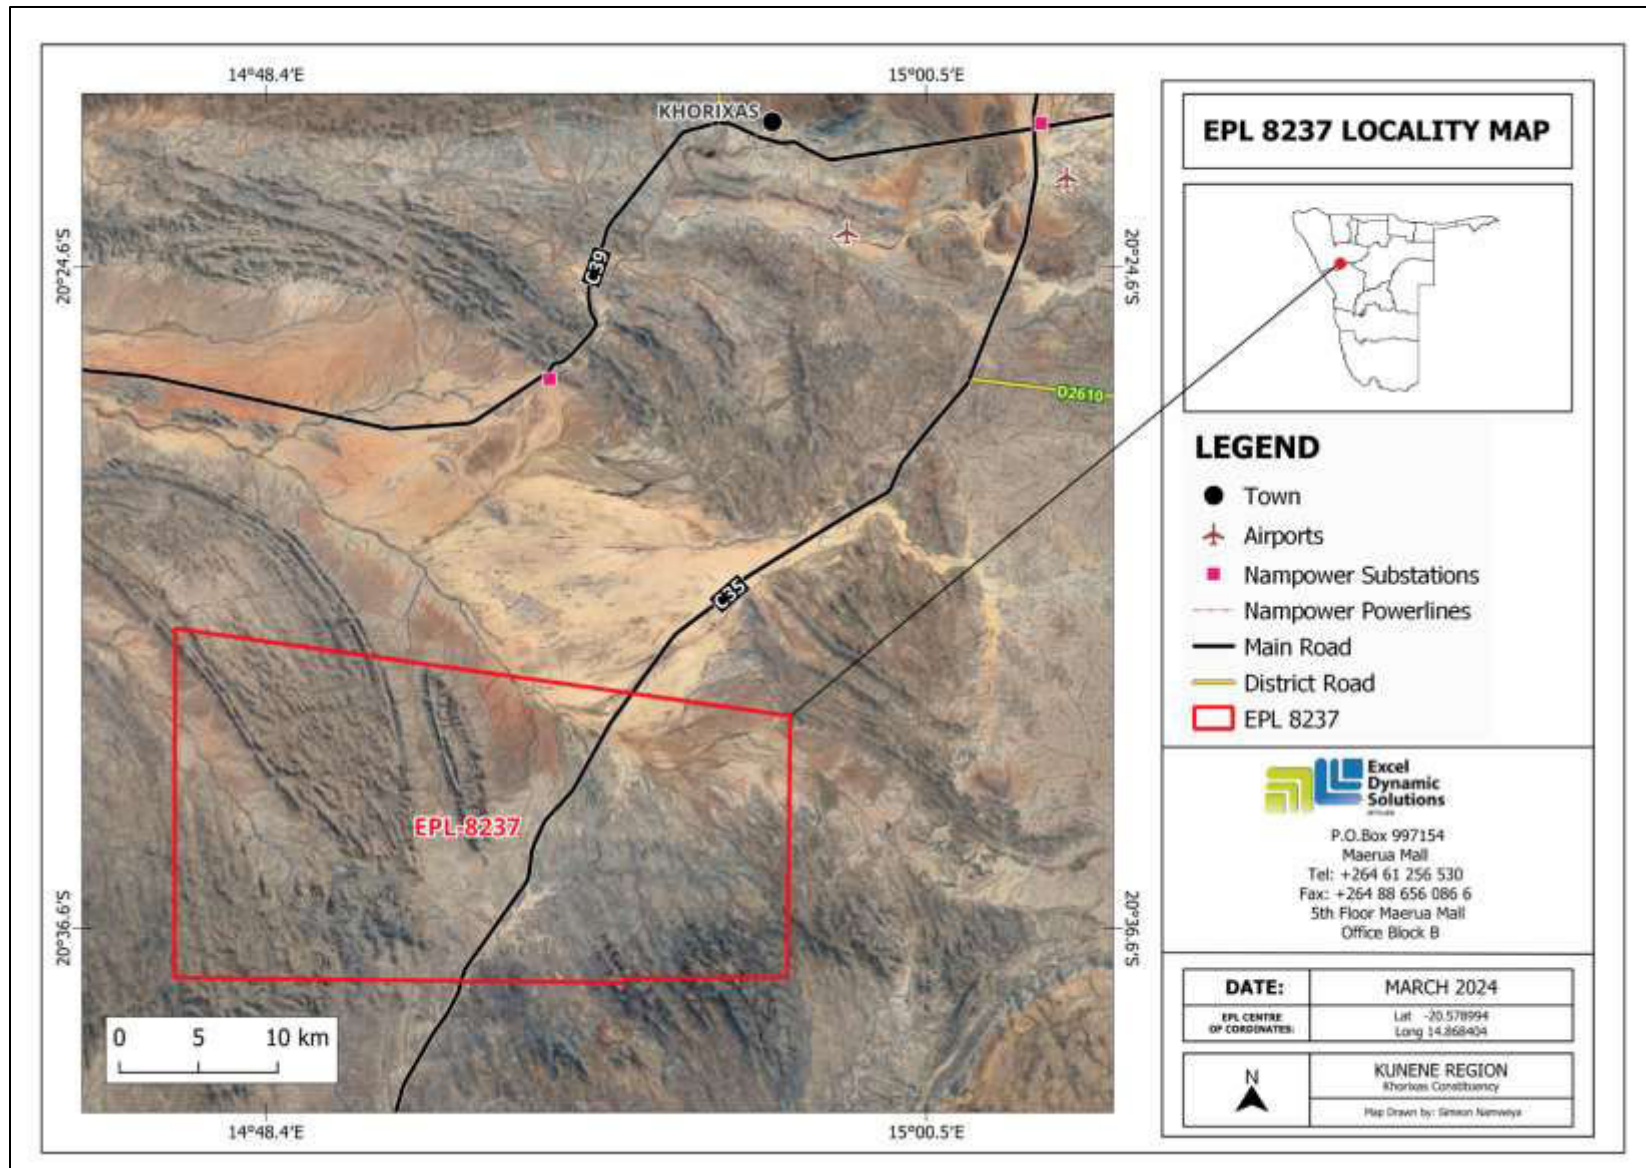 14°48.4'E
15°00.5'E
KHORIXAS
C39
20°24.6'S
20°24.6'S
D2610
C35
EPL-8237
20°36.6'S
20°36.6'S
0 5 10 km
14°48.4'E
15°00.5'E
EPL 8237 LOCALITY MAP
LEGEND
Town
Airports
Nampower Substations
Nampower Powerlines
Main Road
District Road
EPL 8237
Excel
Dynamic
Solutions
P.O.Box 997154
Maerua Mall
Tel: +264 61 256 530
Fax: +264 88 656 086 6
5th Floor Maerua Mall
Office Block B
DATE: MARCH 2024
EPL CENTRE
OF CORDINATES:
Lat -20.578994
Long 14.868404
N
KUNENE REGION
Khorixas Constituency
Map Drawn by: Simeon Namweya